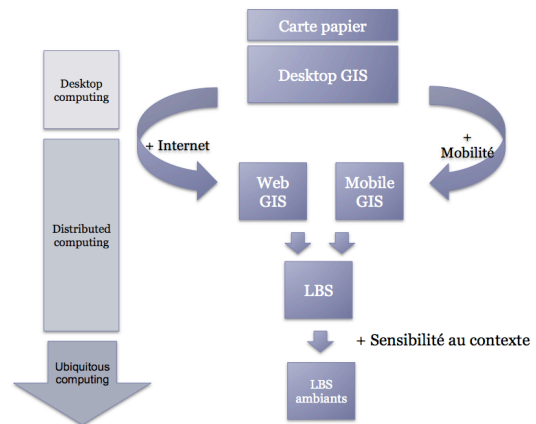 Carte papier
Desktop GIS
Desktop
computing
+ Internet
+
Mobilité
Web
GIS
Mobile
GIS
Distributed
computing
LBS
+ Sensibilité au contexte
Ubiquitous
computing
LBS
ambiants